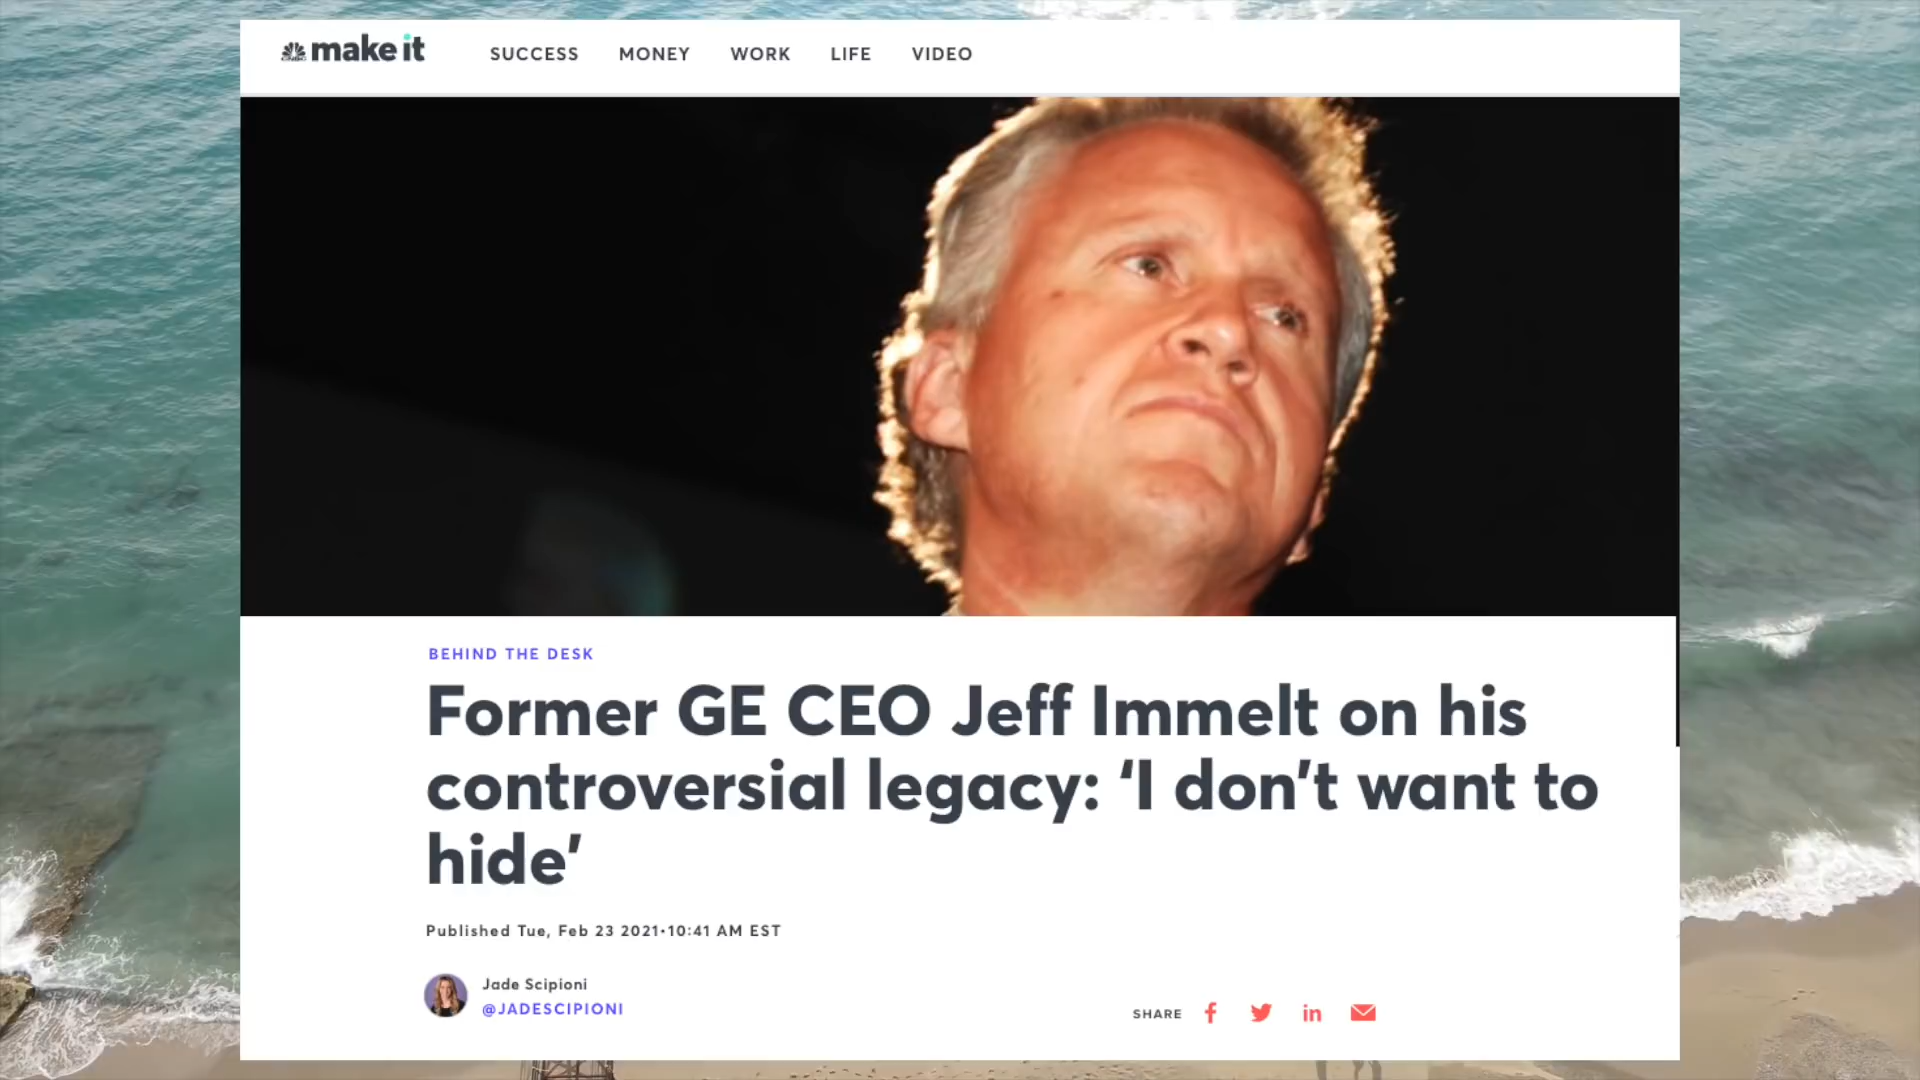 make it SUCCESS MONEY WORK LIFE VIDEO
BEHIND THE DESK
Former GE CEO Jeff Immelt on his
controversial legacy: ‘I don’t want to
hide’
Published Tue, Feb 23 2021•10:41 AM EST
Jade Scipioni
@JADESCIPIONI
SHARE